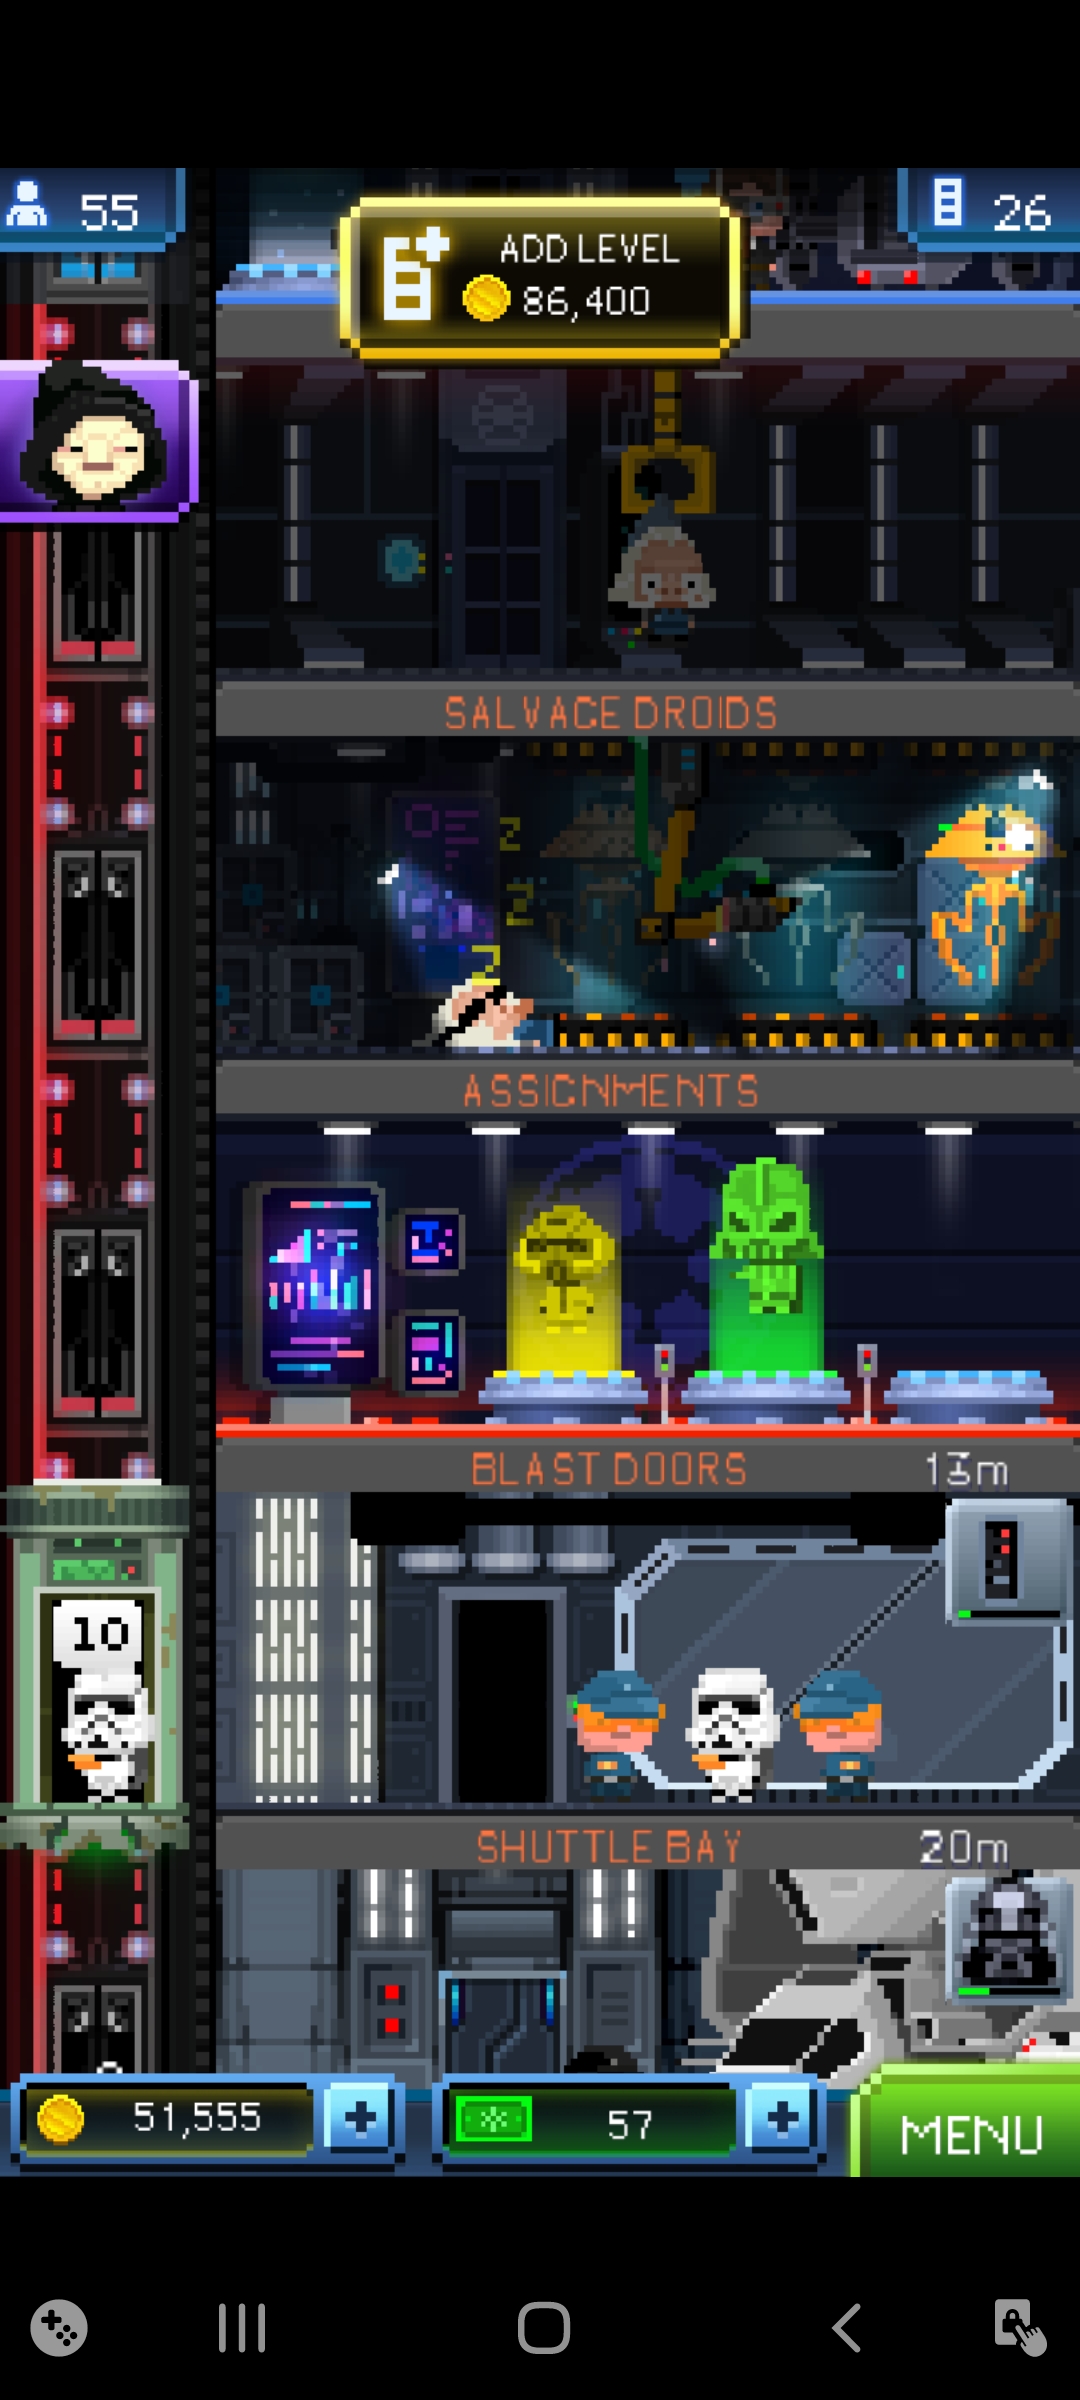 55
ADD LEVEL
86,400
26
SALVAGE DROIDS
Z
Z
Z
ASSIGNMENTS
BLAST DOORS 13m
10
SHUTTLE BAY 20m
51,555
57
MENU